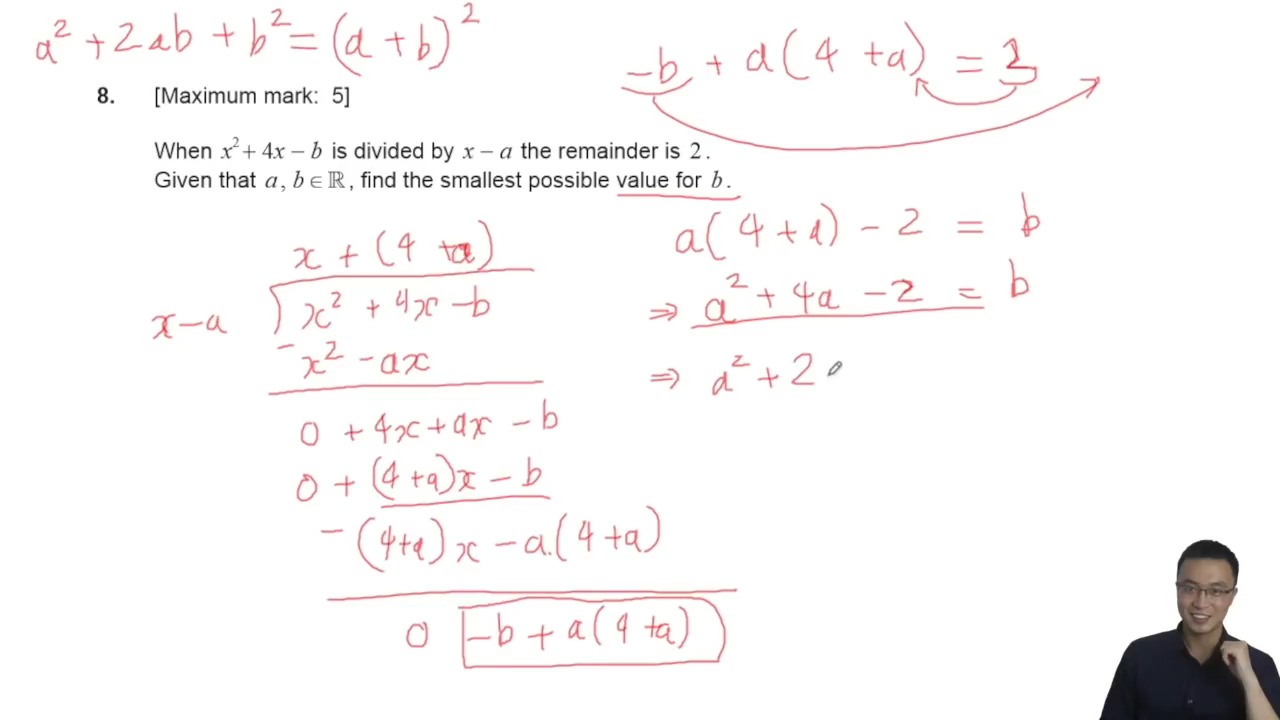 a² + 2ab + b² = (a + b)²
-b + a(4 + a) = 2
8. [Maximum mark: 5]
When x² + 4x − b is divided by x − a the remainder is 2.
Given that a, b ∈ ℝ, find the smallest possible value for b.
x + (4 + a)
x − a
x² + 4x − b
− x² − ax
0 + 4x + ax − b
0 + (4 + a)x − b
− (4+a)x − a.(4 + a)
0 −b + a(4 + a)
a(4 + a) − 2 = b
⇒ a² + 4a − 2 = b
⇒ a² + 2